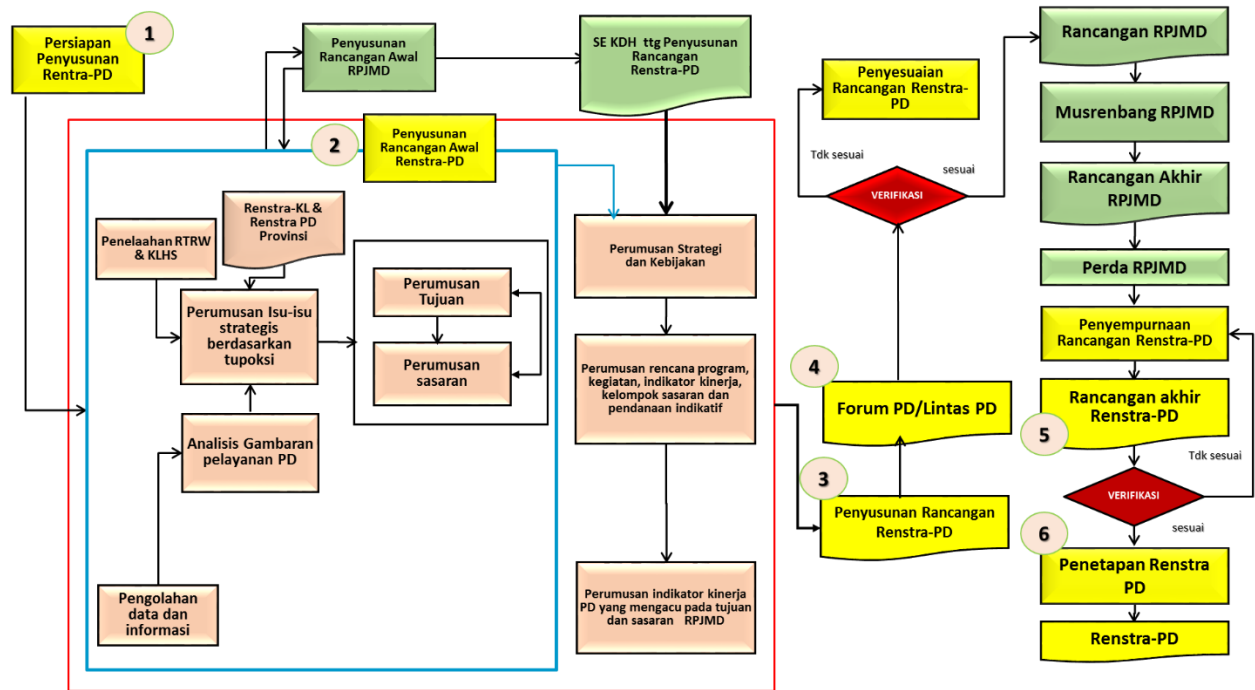 1
Persiapan
Penyusunan
Rentra-PD
Penyusunan
Rancangan Awal
RPJMD
SE KDH ttg Penyusunan
Rancangan
Renstra-PD
2
Penyusunan
Rancangan Awal
Renstra-PD
Renstra-KL &
Renstra PD
Provinsi
Penelaahan RTRW
& KLHS
Perumusan Isu-isu
strategis
berdasarkan
tupoksi
Perumusan
Tujuan
Perumusan
sasaran
Analisis Gambaran
pelayanan PD
Pengolahan
data dan
informasi
Perumusan Strategi
dan Kebijakan
Perumusan rencana program,
kegiatan, indikator kinerja,
kelompok sasaran dan
pendanaan indikatif
Perumusan indikator kinerja
PD yang mengacu pada tujuan
dan sasaran RPJMD
3
Penyusunan Rancangan
Renstra-PD
4
Forum PD/Lintas PD
VERIFIKASI
Tdk sesuai
sesuai
Penyesuaian
Rancangan Renstra-
PD
Rancangan RPJMD
Musrenbang RPJMD
Rancangan Akhir
RPJMD
Perda RPJMD
Penyempurnaan
Rancangan Renstra-PD
Rancangan akhir
Renstra-PD
5
Tdk sesuai
VERIFIKASI
sesuai
6
Penetapan Renstra
PD
Renstra-PD